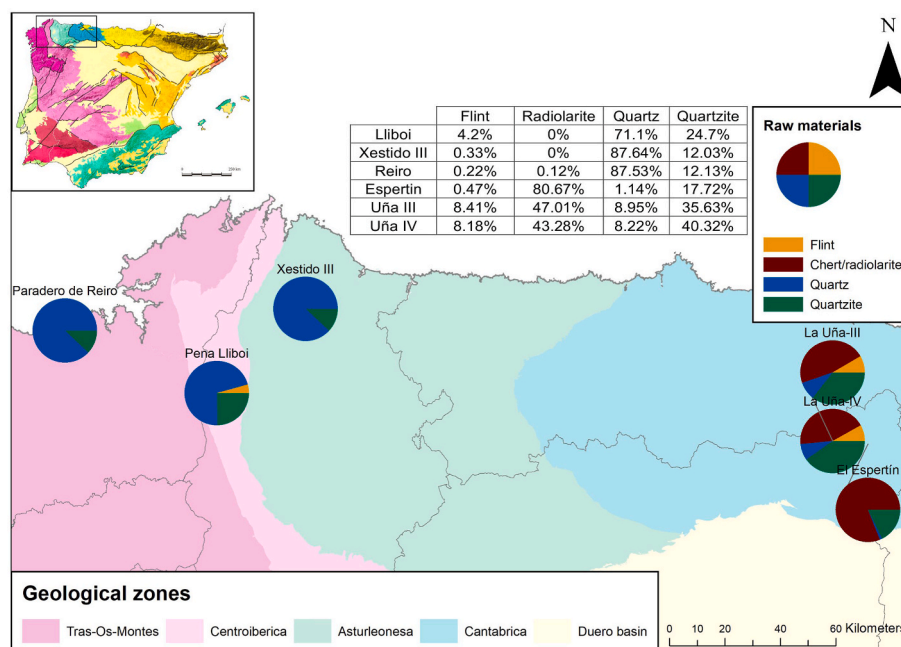 N
Flint Radiolarite Quartz Quartzite
Lliboi 4.2% 0% 71.1% 24.7%
Xestido III 0.33% 0% 87.64% 12.03%
Reiro 0.22% 0.12% 87.53% 12.13%
Espertin 0.47% 80.67% 1.14% 17.72%
Uña III 8.41% 47.01% 8.95% 35.63%
Uña IV 8.18% 43.28% 8.22% 40.32%
Raw materials
Flint
Chert/radiolarite
Quartz
Quartzite
Xestido III
Paradero de Reiro
Pena Lliboi
La Uña-III
La Uña-IV
El Espertín
Geological zones
Tras-Os-Montes Centroiberica Asturleonesa Cantabrica Duero basin
0 10 20 40 60 Kilometers